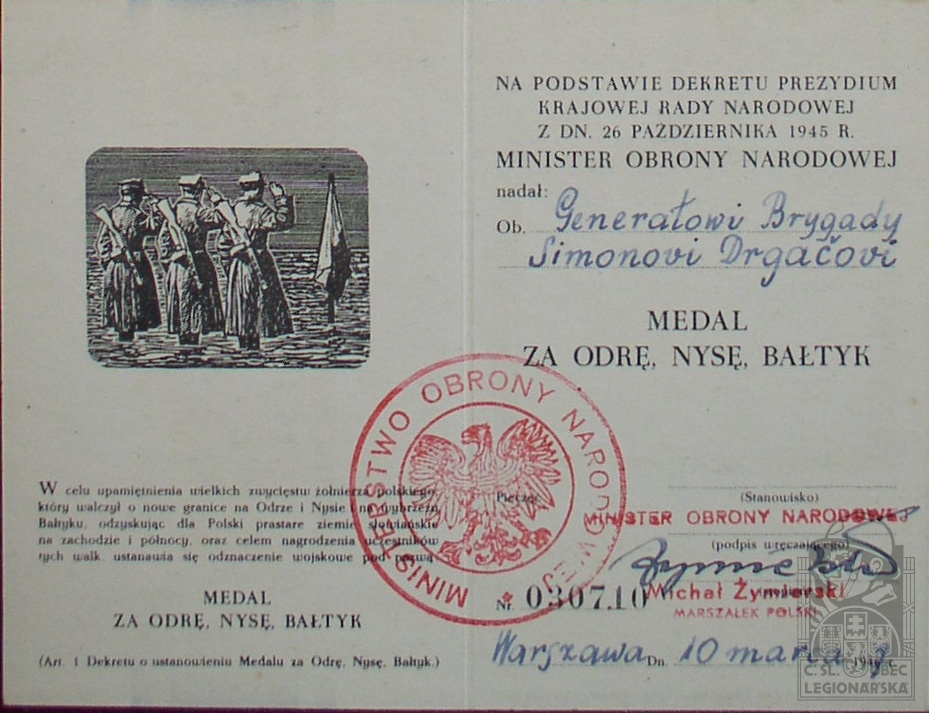 W celu upamiętnienia wielkich zwycięstw żołnierza polskiego,
który walczył o nowe granice na Odrze i Nysie i na wybrzeżu
Bałtyku, odzyskując dla Polski prastare ziemie słowiańskie
na zachodzie i północy, oraz celem nagrodzenia uczestników
tych walk, ustanawia się odznaczenie wojskowe pod nazwą
MEDAL
ZA ODRĘ, NYSĘ, BAŁTYK
(Art. 1 Dekretu o ustanowieniu Medalu za Odrę, Nysę, Bałtyk.)
NA PODSTAWIE DEKRETU PREZYDIUM
KRAJOWEJ RADY NARODOWEJ
Z DN. 26 PAŹDZIERNIKA 1945 R.
MINISTER OBRONY NARODOWEJ
nadał:
Ob. Generałowi Brygady
Simonovi Drgačovi
MEDAL
ZA ODRĘ, NYSĘ, BAŁTYK
MINISTERSTWO OBRONY NARODOWEJ
Pieczęć
(Stanowisko)
MINISTER OBRONY NARODOWEJ
(podpis wręczającego)
Michał Żymierski
MARSZAŁEK POLSKI
Nr. 030710
Warszawa Dn. 10 marca 194 r.
Č. SL. OBEC
LEGIONÁŘSKÁ